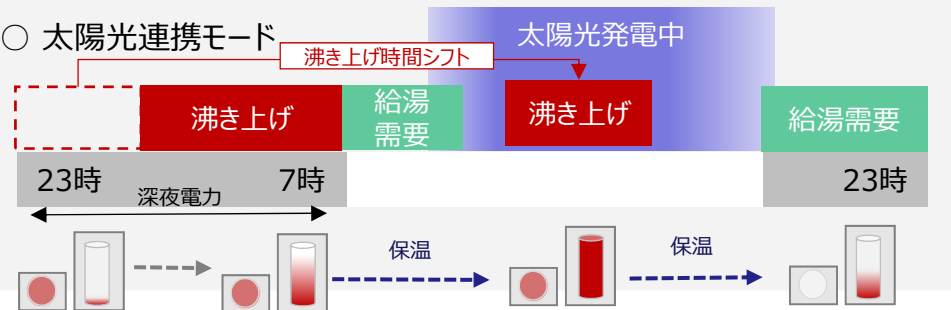 ○ 太陽光連携モード
太陽光発電中
沸き上げ時間シフト
沸き上げ
給湯
需要
沸き上げ
給湯需要
23時
7時
23時
深夜電力
保温
保温